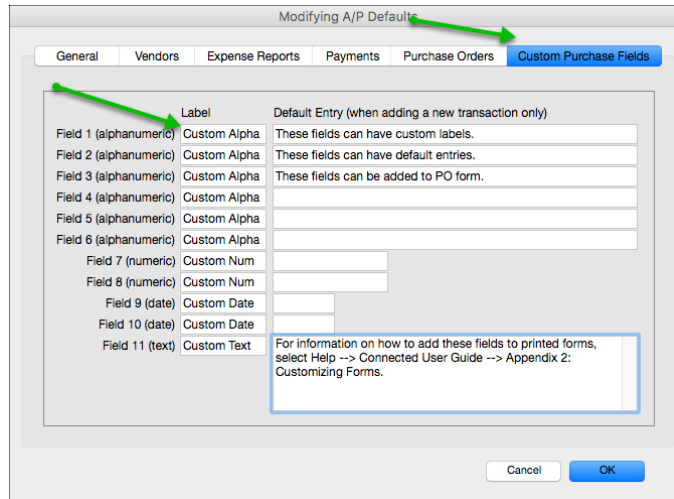 Modifying A/P Defaults
General Vendors Expense Reports Payments Purchase Orders Custom Purchase Fields
Label Default Entry (when adding a new transaction only)
Field 1 (alphanumeric) Custom Alpha These fields can have custom labels.
Field 2 (alphanumeric) Custom Alpha These fields can have default entries.
Field 3 (alphanumeric) Custom Alpha These fields can be added to PO form.
Field 4 (alphanumeric) Custom Alpha
Field 5 (alphanumeric) Custom Alpha
Field 6 (alphanumeric) Custom Alpha
Field 7 (numeric) Custom Num
Field 8 (numeric) Custom Num
Field 9 (date) Custom Date
Field 10 (date) Custom Date
Field 11 (text) Custom Text For information on how to add these fields to printed forms,
select Help --> Connected User Guide --> Appendix 2:
Customizing Forms.
Cancel OK